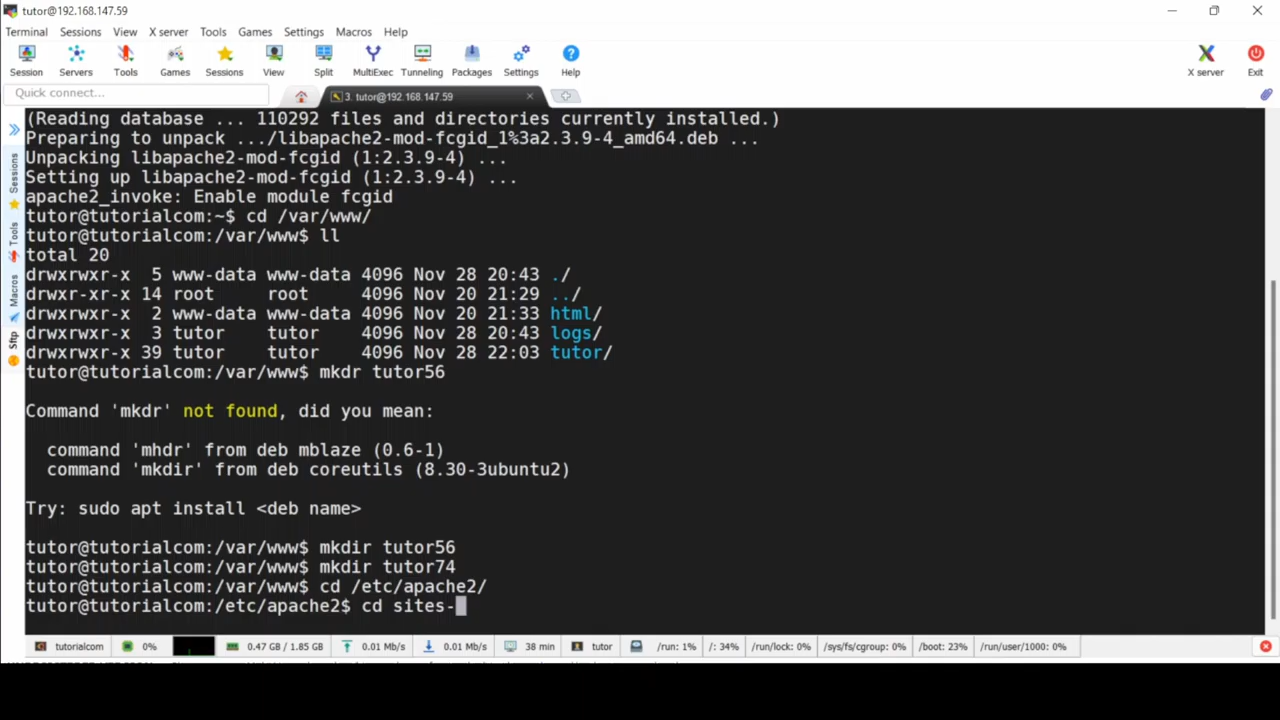 tutor@192.168.147.59
Terminal Sessions View X server Tools Games Settings Macros Help
Session Servers Tools Games Sessions View Split MultiExec Tunneling Packages Settings Help X server Exit
Quick connect...
3. tutor@192.168.147.59
Sessions
Tools
Macros
Sftp
(Reading database ... 110292 files and directories currently installed.)
Preparing to unpack .../libapache2-mod-fcgid_1%3a2.3.9-4_amd64.deb ...
Unpacking libapache2-mod-fcgid (1:2.3.9-4) ...
Setting up libapache2-mod-fcgid (1:2.3.9-4) ...
apache2_invoke: Enable module fcgid
tutor@tutorialcom:~$ cd /var/www/
tutor@tutorialcom:/var/www$ ll
total 20
drwxrwxr-x  5 www-data www-data 4096 Nov 28 20:43 ./
drwxr-xr-x 14 root     root     4096 Nov 20 21:29 ../
drwxrwxr-x  2 www-data www-data 4096 Nov 20 21:33 html/
drwxrwxr-x  3 tutor    tutor    4096 Nov 28 20:43 logs/
drwxrwxr-x 39 tutor    tutor    4096 Nov 28 22:03 tutor/
tutor@tutorialcom:/var/www$ mkdr tutor56
Command 'mkdr' not found, did you mean:
command 'mhdr' from deb mblaze (0.6-1)
command 'mkdir' from deb coreutils (8.30-3ubuntu2)
Try: sudo apt install <deb name>
tutor@tutorialcom:/var/www$ mkdir tutor56
tutor@tutorialcom:/var/www$ mkdir tutor74
tutor@tutorialcom:/var/www$ cd /etc/apache2/
tutor@tutorialcom:/etc/apache2$ cd sites-
tutorialcom 0% 0.47 GB / 1.85 GB 0.01 Mb/s 0.01 Mb/s 38 min tutor /run: 1% /: 34% /run/lock: 0% /sys/fs/cgroup: 0% /boot: 23% /run/user/1000: 0%